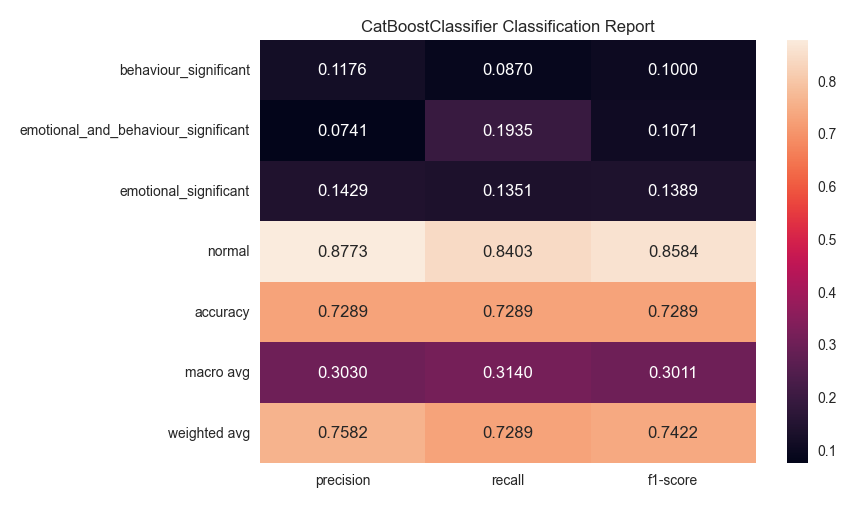 CatBoostClassifier Classification Report
behaviour_significant 0.1176 0.0870 0.1000
emotional_and_behaviour_significant 0.0741 0.1935 0.1071
emotional_significant 0.1429 0.1351 0.1389
normal 0.8773 0.8403 0.8584
accuracy 0.7289 0.7289 0.7289
macro avg 0.3030 0.3140 0.3011
weighted avg 0.7582 0.7289 0.7422
precision recall f1-score
0.8
0.7
0.6
0.5
0.4
0.3
0.2
0.1